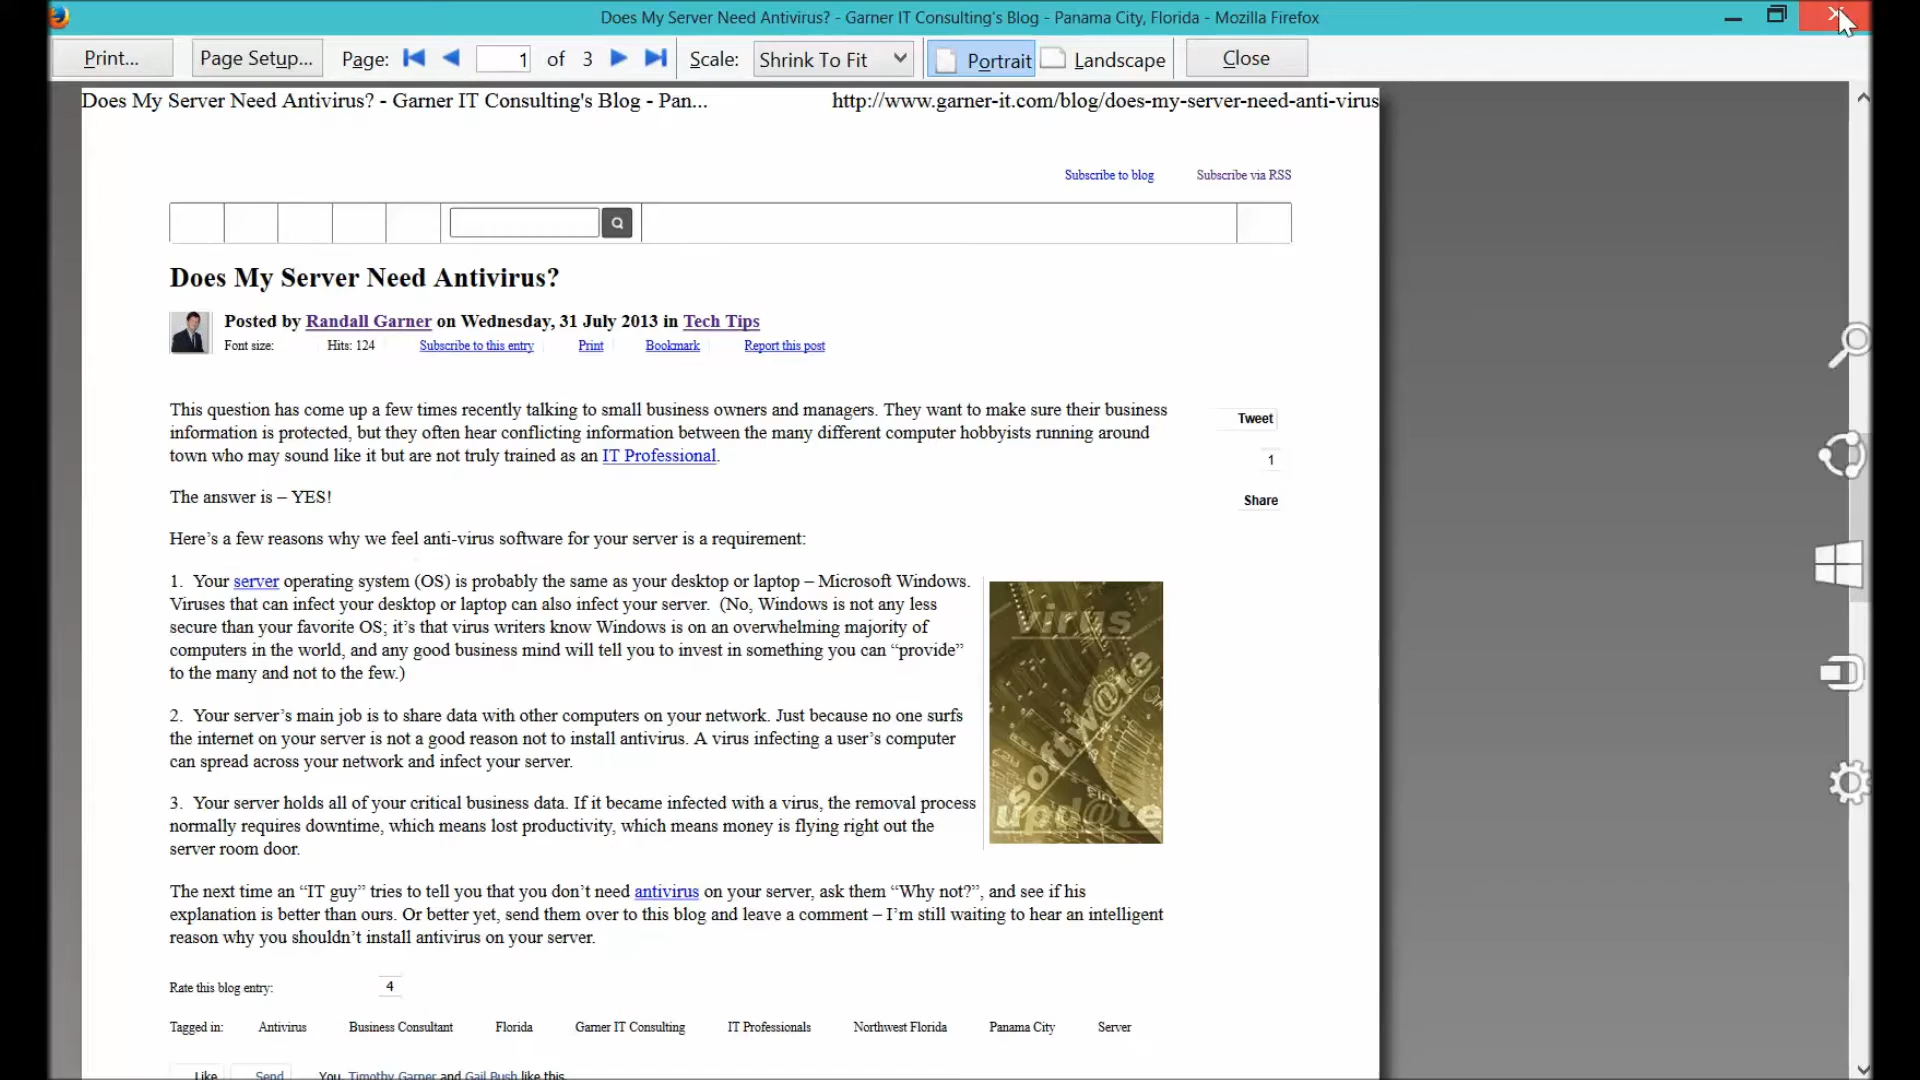 Does My Server Need Antivirus? - Garner IT Consulting's Blog - Panama City, Florida - Mozilla Firefox
Print... Page Setup... Page: 1 of 3 Scale: Shrink To Fit Portrait Landscape Close
Does My Server Need Antivirus? - Garner IT Consulting's Blog - Pan... http://www.garner-it.com/blog/does-my-server-need-anti-virus
Subscribe to blog Subscribe via RSS
Does My Server Need Antivirus?
Posted by Randall Garner on Wednesday, 31 July 2013 in Tech Tips
Font size: Hits: 124 Subscribe to this entry Print Bookmark Report this post
This question has come up a few times recently talking to small business owners and managers. They want to make sure their business
information is protected, but they often hear conflicting information between the many different computer hobbyists running around
town who may sound like it but are not truly trained as an IT Professional.
Tweet
1
Share
The answer is – YES!
Here’s a few reasons why we feel anti-virus software for your server is a requirement:
1. Your server operating system (OS) is probably the same as your desktop or laptop – Microsoft Windows.
Viruses that can infect your desktop or laptop can also infect your server. (No, Windows is not any less
secure than your favorite OS; it’s that virus writers know Windows is on an overwhelming majority of
computers in the world, and any good business mind will tell you to invest in something you can “provide”
to the many and not to the few.)
2. Your server’s main job is to share data with other computers on your network. Just because no one surfs
the internet on your server is not a good reason not to install antivirus. A virus infecting a user’s computer
can spread across your network and infect your server.
3. Your server holds all of your critical business data. If it became infected with a virus, the removal process
normally requires downtime, which means lost productivity, which means money is flying right out the
server room door.
virus
softw@re
upd@te
The next time an “IT guy” tries to tell you that you don’t need antivirus on your server, ask them “Why not?”, and see if his
explanation is better than ours. Or better yet, send them over to this blog and leave a comment – I’m still waiting to hear an intelligent
reason why you shouldn’t install antivirus on your server.
Rate this blog entry: 4
Tagged in: Antivirus Business Consultant Florida Garner IT Consulting IT Professionals Northwest Florida Panama City Server
Like Send You, Timothy Garner and Gail Bush like this.